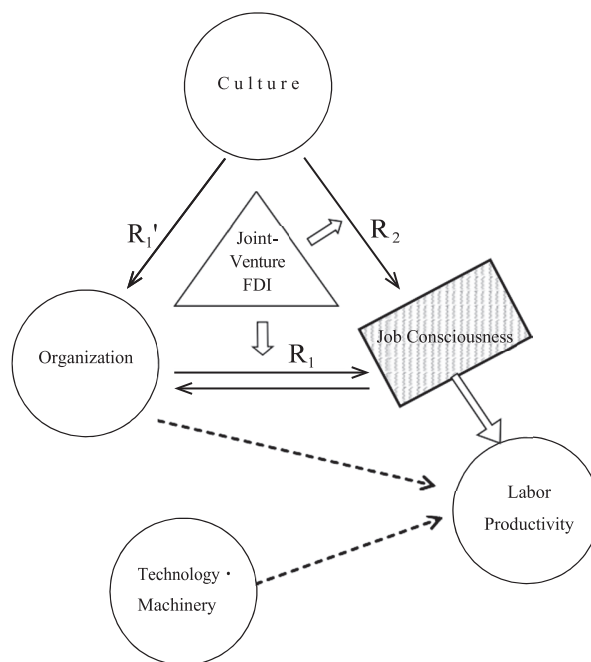 Culture
R₁'
Joint-
Venture
FDI
R₂
Organization
R₁
Job Consciousness
Labor
Productivity
Technology・
Machinery